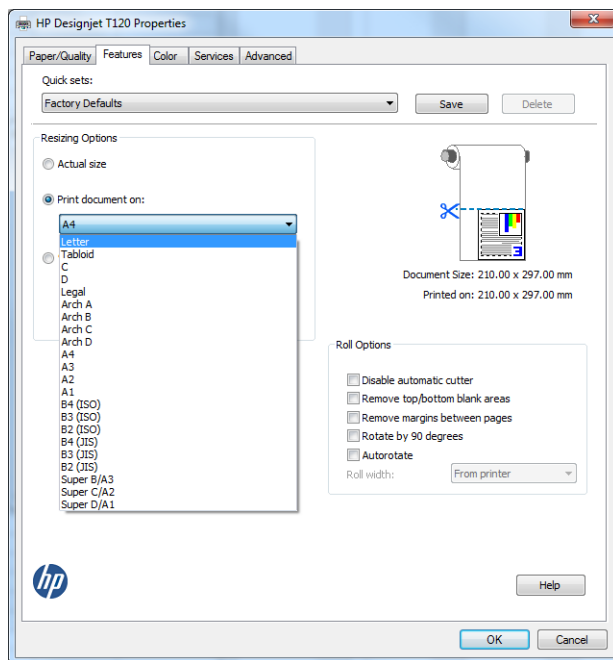 HP Designjet T120 Properties
Paper/Quality Features Color Services Advanced
Quick sets:
Factory Defaults
Save
Delete
Resizing Options
Actual size
Print document on:
A4
Letter
Tabloid
C
D
Legal
Arch A
Arch B
Arch C
Arch D
A4
A3
A2
A1
B4 (ISO)
B3 (ISO)
B2 (ISO)
B4 (JIS)
B3 (JIS)
B2 (JIS)
Super B/A3
Super C/A2
Super D/A1
3
Document Size: 210.00 x 297.00 mm
Printed on: 210.00 x 297.00 mm
Roll Options
Disable automatic cutter
Remove top/bottom blank areas
Remove margins between pages
Rotate by 90 degrees
Autorotate
Roll width: From printer
hp
Help
OK Cancel